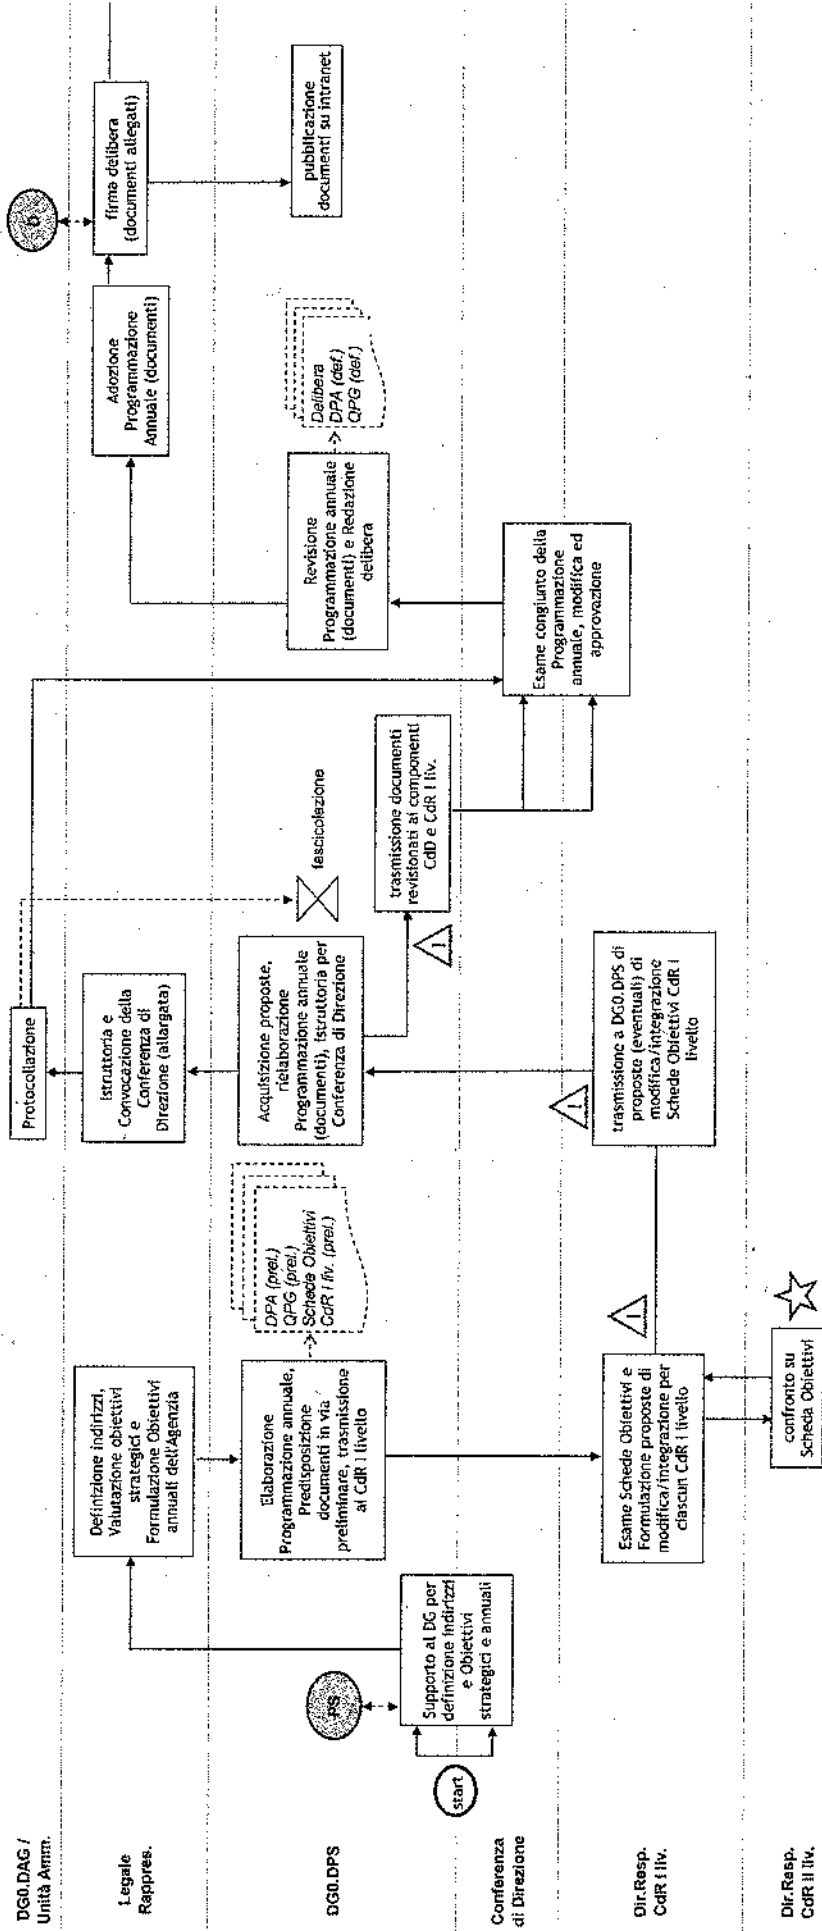 DG0.DAG /
Unità Amm.
Legale
Rappres.
DG0.DPS
Conferenza
di Direzione
Dir.Resp.
CdR I liv.
Dir.Resp.
CdR II liv.
start
PS
Supporto al DG per
definizione indirizzi
e Obiettivi
strategici e annuali
Definizione indirizzi,
Valutazione obiettivi
strategici e
Formulazione Obiettivi
annuali dell'Agenzia
Elaborazione
Programmazione annuale,
Predisposizione
documenti in via
preliminare, trasmissione
ai CdR I livello
DPA (prel.)
QPG (prel.)
Schede Obiettivi
CdR I liv. (prel.)
Esame Schede Obiettivi e
Formulazione proposte di
modifica/integrazione per
ciascun CdR I livello
confronto su
Scheda Obiettivi
!
trasmissione a DG0.DPS di
proposte (eventuali) di
modifica/integrazione
Schede Obiettivi CdR I
livello
!
Acquisizione proposte,
rielaborazione
Programmazione annuale
(documenti), istruttoria per
Conferenza di Direzione
Istruttoria e
Convocazione della
Conferenza di
Direzione (allargata)
Protocollazione
fascicolazione
!
trasmissione documenti
revisionati ai componenti
CdD e CdR I liv.
Esame congiunto della
Programmazione
annuale, modifica ed
approvazione
Revisione
Programmazione annuale
(documenti) e Redazione
delibera
Delibera
DPA (def.)
QPG (def.)
Adozione
Programmazione
Annuale (documenti)
firma delibera
(documenti allegati)
D
pubblicazione
documenti su intranet